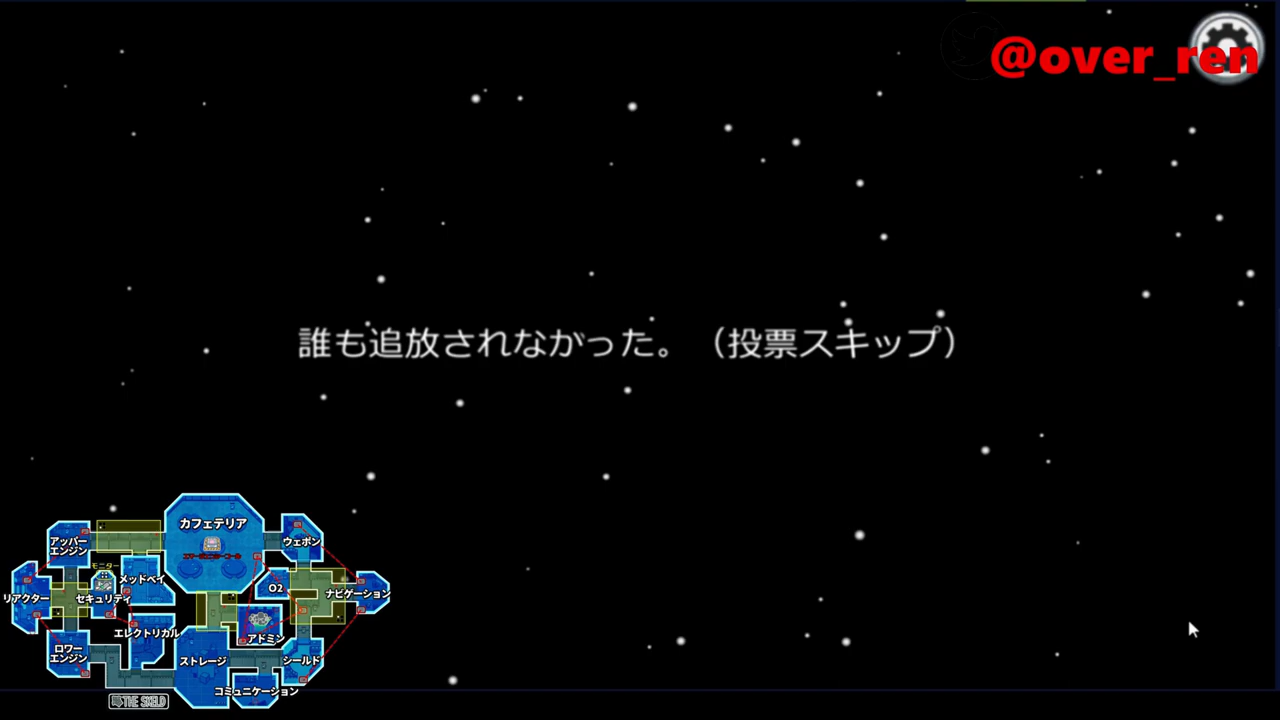 @over_ren
誰も追放されなかった。（投票スキップ）
カフェテリア
アッパー
エンジン
ウェポン
モニター
メッドベイ
O2
リアクター
セキュリティ
ナビゲーション
エレクトリカル
アドミン
ロワー
エンジン
ストレージ
シールド
コミュニケーション
THE SKELD